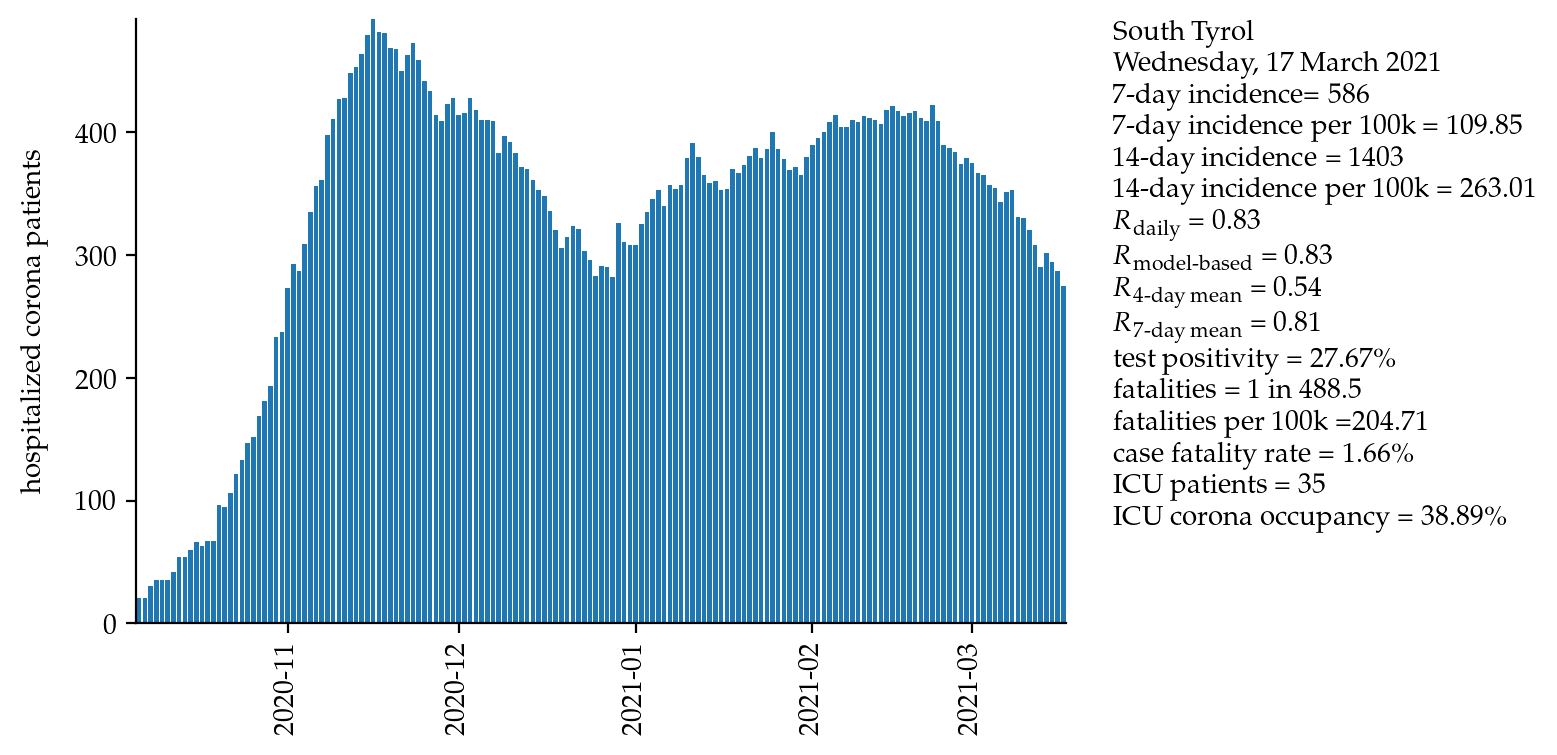 hospitalized corona patients
400
300
200
100
0
2020-11
2020-12
2021-01
2021-02
2021-03
South Tyrol
Wednesday, 17 March 2021
7-day incidence= 586
7-day incidence per 100k = 109.85
14-day incidence = 1403
14-day incidence per 100k = 263.01
R daily = 0.83
R model-based = 0.83
R 4-day mean = 0.54
R 7-day mean = 0.81
test positivity = 27.67%
fatalities = 1 in 488.5
fatalities per 100k =204.71
case fatality rate = 1.66%
ICU patients = 35
ICU corona occupancy = 38.89%